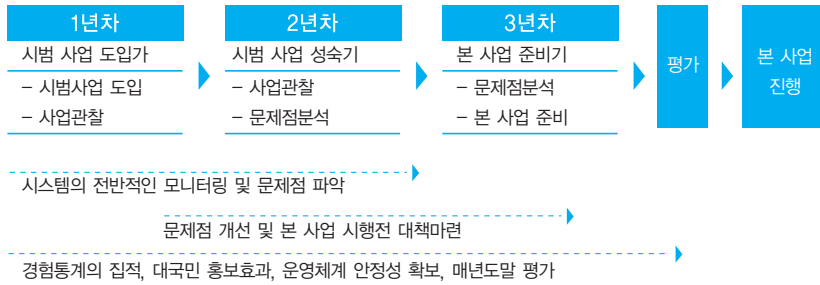 1년차
시범 사업 도입가
– 시범사업 도입
– 사업관찰
2년차
시범 사업 성숙기
– 사업관찰
– 문제점분석
3년차
본 사업 준비기
– 문제점분석
– 본 사업 준비
평가
본 사업
진행
시스템의 전반적인 모니터링 및 문제점 파악
문제점 개선 및 본 사업 시행전 대책마련
경험통계의 집적, 대국민 홍보효과, 운영체계 안정성 확보, 매년도말 평가